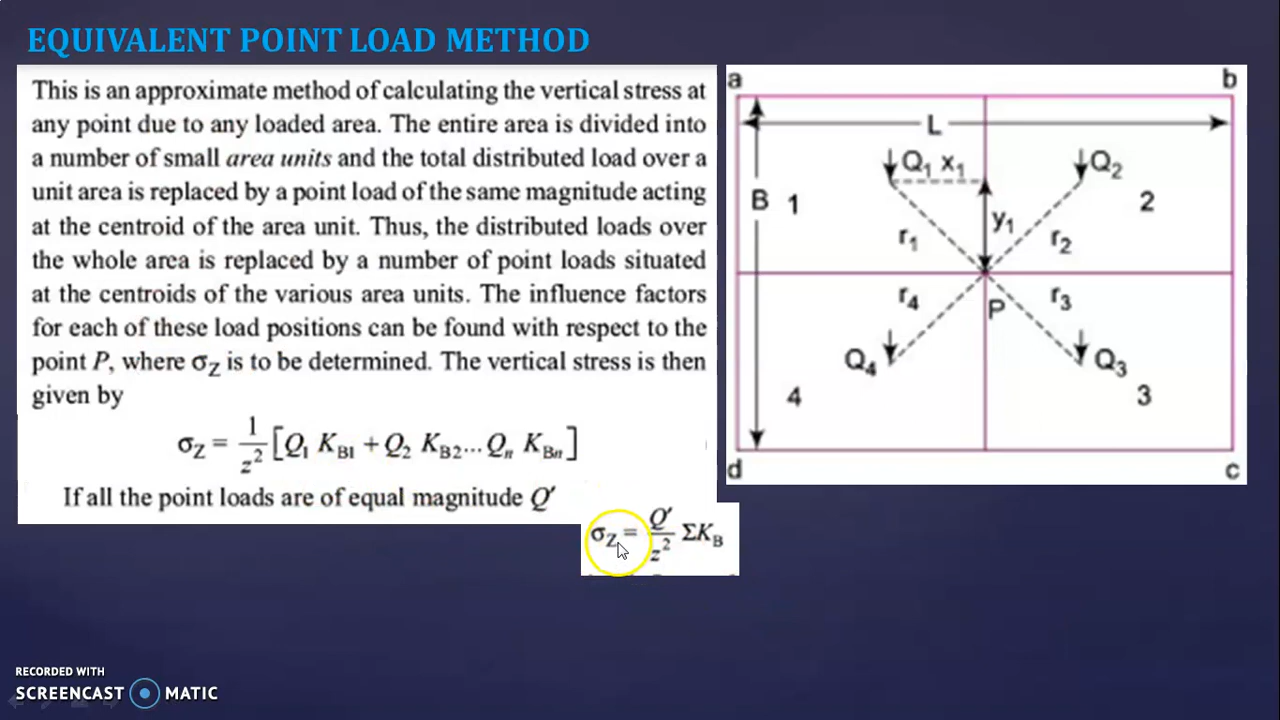 EQUIVALENT POINT LOAD METHOD
This is an approximate method of calculating the vertical stress at
any point due to any loaded area. The entire area is divided into
a number of small area units and the total distributed load over a
unit area is replaced by a point load of the same magnitude acting
at the centroid of the area unit. Thus, the distributed loads over
the whole area is replaced by a number of point loads situated
at the centroids of the various area units. The influence factors
for each of these load positions can be found with respect to the
point P, where σZ is to be determined. The vertical stress is then
given by
σZ = 1/z² [Q₁ KB1 + Q₂ KB2... Qn KBn]
If all the point loads are of equal magnitude Q′
σZ = Q′/z² ΣKB
a b
L
Q₁ x₁ Q₂
B 1 2
y₁
r₁ r₂
r₄ P r₃
Q₄ Q₃
4 3
d c
RECORDED WITH
SCREENCAST MATIC